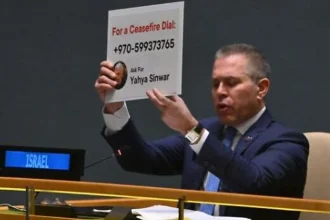 For a Ceasefire Dial:
+970-599373765
Ask For
Yahya Sinwar
ISRAEL